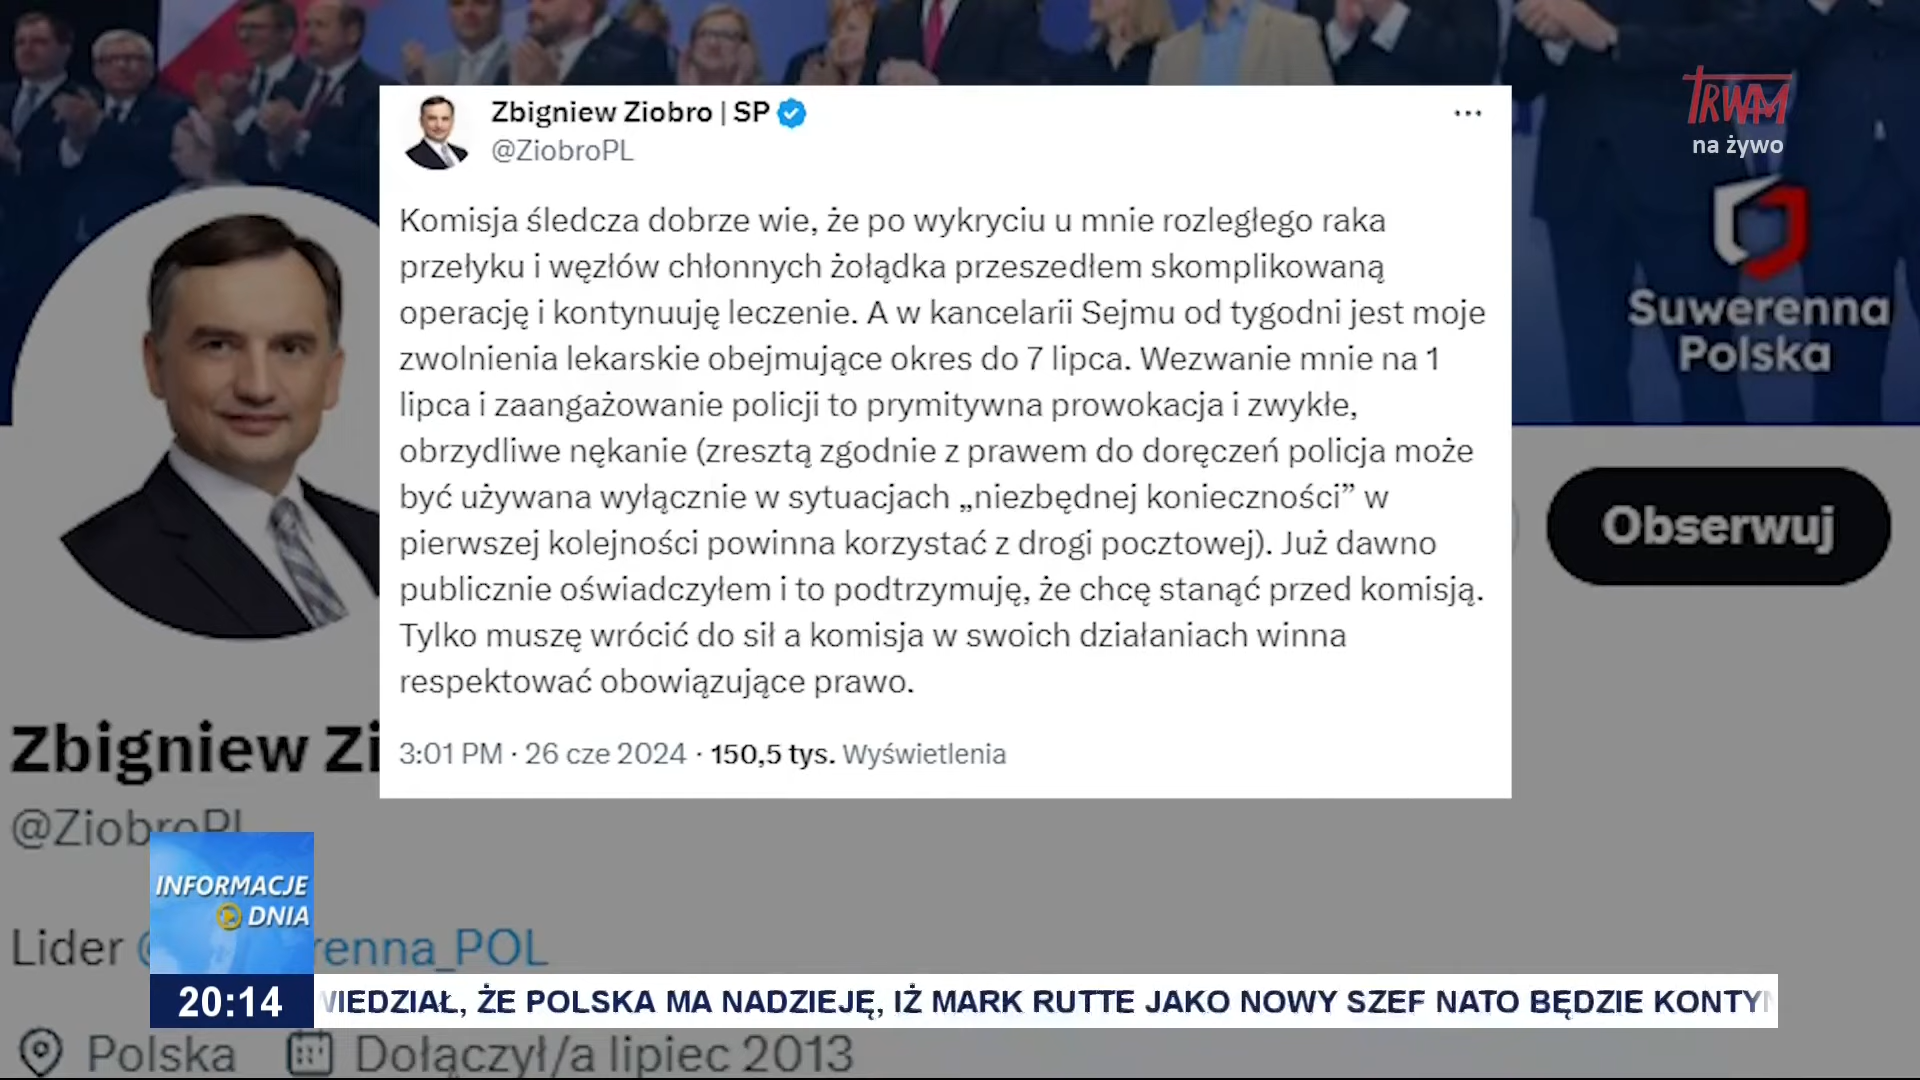 Zbigniew Ziobro | SP
@ZiobroPL
TRWAM
na żywo
Suwerenna
Polska
Komisja śledcza dobrze wie, że po wykryciu u mnie rozległego raka
przełyku i węzłów chłonnych żołądka przeszedłem skomplikowaną
operację i kontynuuję leczenie. A w kancelarii Sejmu od tygodni jest moje
zwolnienia lekarskie obejmujące okres do 7 lipca. Wezwanie mnie na 1
lipca i zaangażowanie policji to prymitywna prowokacja i zwykłe,
obrzydliwe nękanie (zresztą zgodnie z prawem do doręczeń policja może
być używana wyłącznie w sytuacjach „niezbędnej konieczności” w
pierwszej kolejności powinna korzystać z drogi pocztowej). Już dawno
publicznie oświadczyłem i to podtrzymuję, że chcę stanąć przed komisją.
Tylko muszę wrócić do sił a komisja w swoich działaniach winna
respektować obowiązujące prawo.
3:01 PM · 26 cze 2024 · 150,5 tys. Wyświetlenia
Obserwuj
Zbigniew Zi
@ZiobroPL
Lider @ renna_POL
INFORMACJE
DNIA
20:14 WIEDZIAŁ, ŻE POLSKA MA NADZIEJĘ, IŻ MARK RUTTE JAKO NOWY SZEF NATO BĘDZIE KONTYN
Polska Dołączył/a lipiec 2013